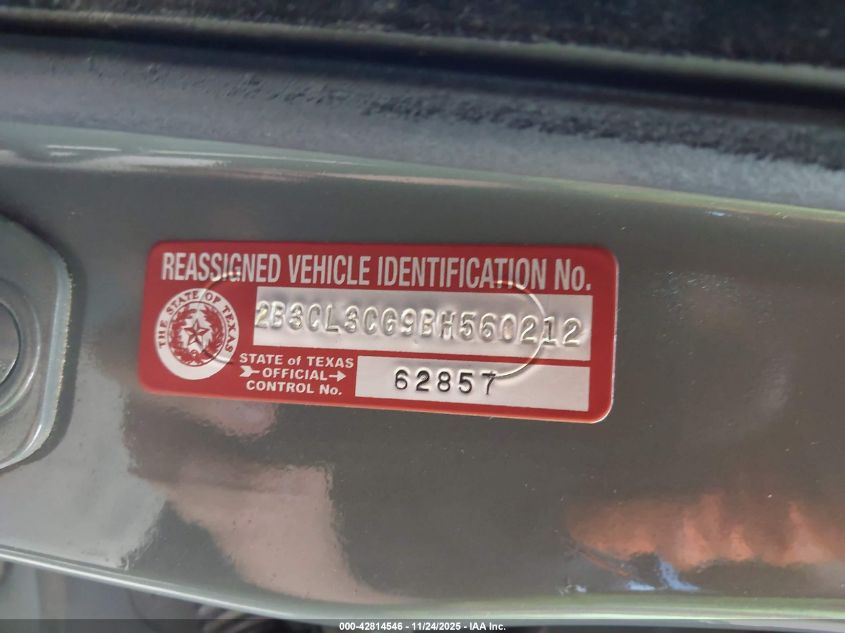 REASSIGNED VEHICLE IDENTIFICATION No.
THE STATE OF TEXAS
2B3CL3CG9BH560212
STATE of TEXAS
OFFICIAL
CONTROL No.
62857
000-42814546 - 11/24/2025 - IAA Inc.